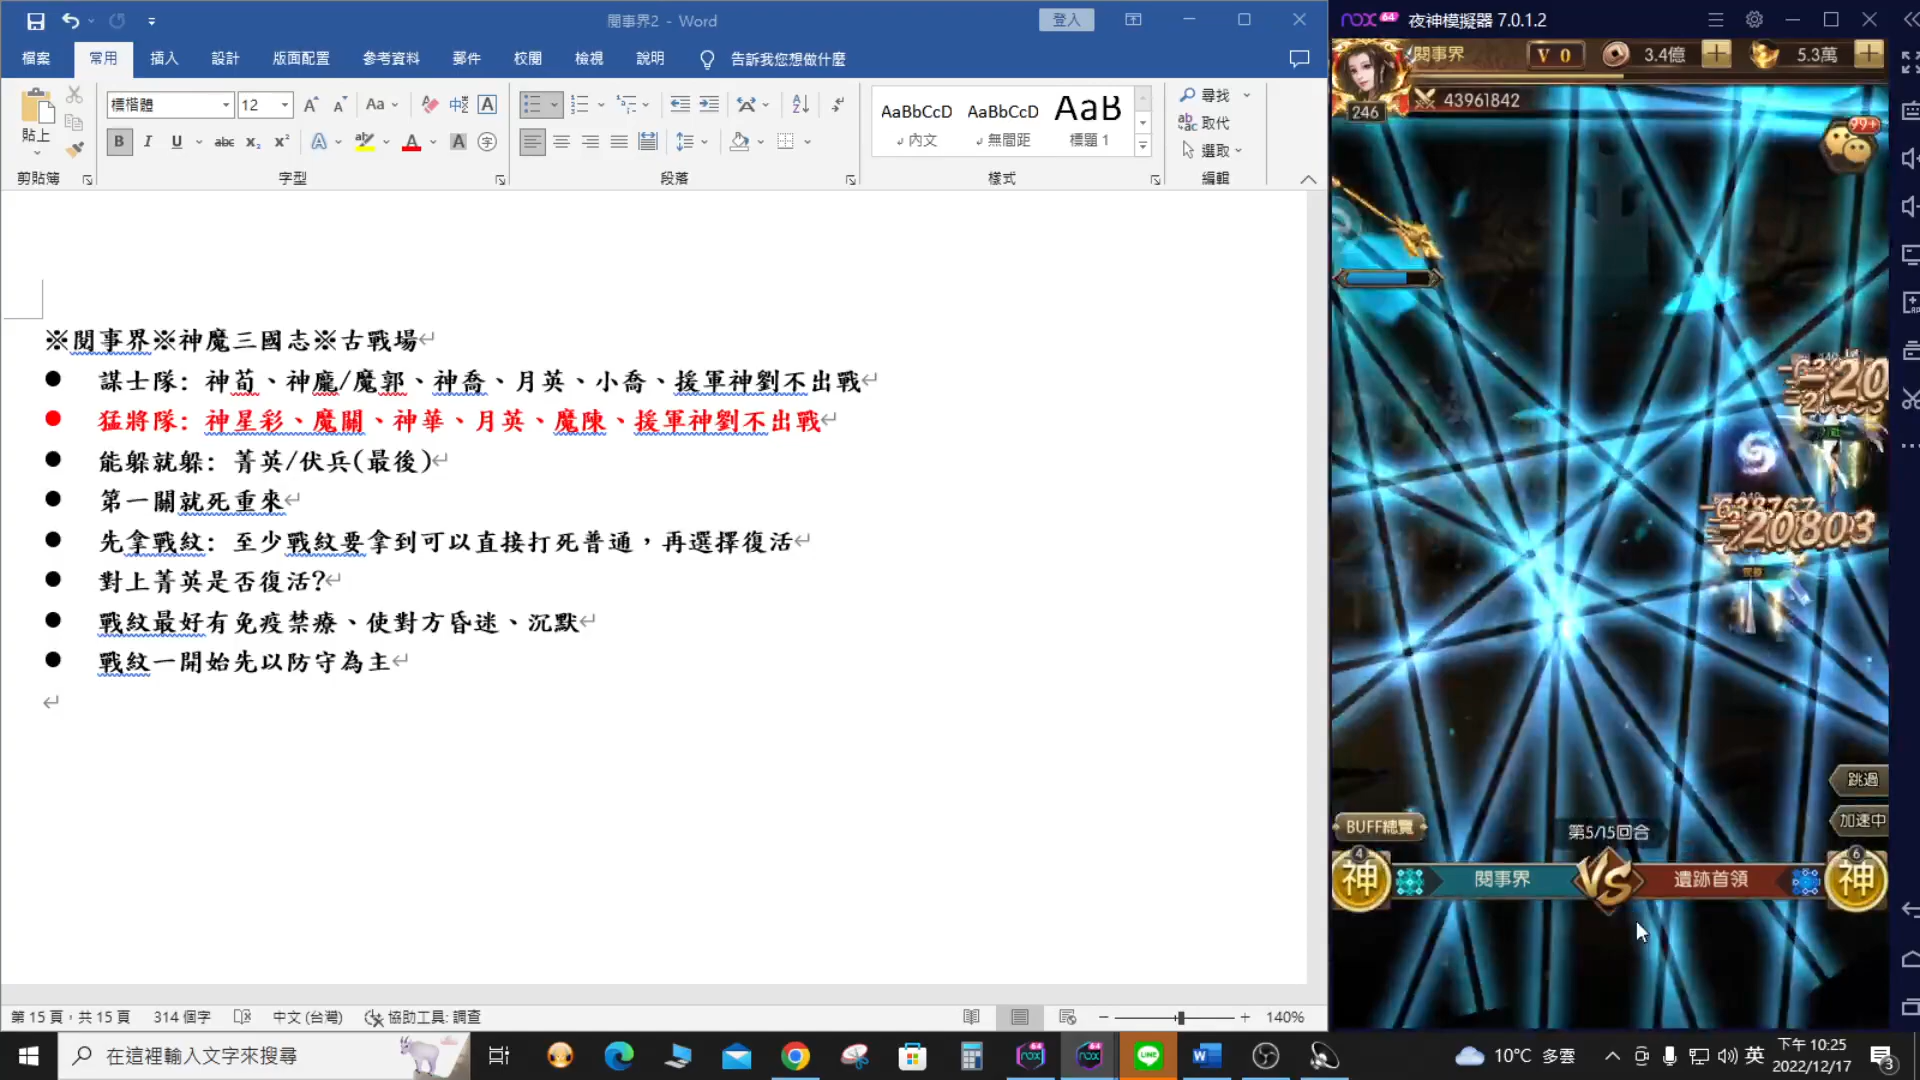 閱事界2 - Word
登入
檔案 常用 插入 設計 版面配置 參考資料 郵件 校閱 檢視 說明 告訴我您想做什麼
貼上
標楷體 12
AaBbCcD AaBbCcD AaB
內文 無間距 標題 1
尋找
取代
選取
剪貼簿 字型 段落 樣式 編輯
※閱事界※神魔三國志※古戰場
● 謀士隊: 神荀、神龐/魔郭、神喬、月英、小喬、援軍神劉不出戰
● 猛將隊: 神星彩、魔關、神華、月英、魔陳、援軍神劉不出戰
● 能躲就躲: 菁英/伏兵(最後)
● 第一關就死重來
● 先拿戰紋: 至少戰紋要拿到可以直接打死普通，再選擇復活
● 對上菁英是否復活?
● 戰紋最好有免疫禁療、使對方昏迷、沉默
● 戰紋一開始先以防守為主
第 15 頁，共 15 頁 314 個字 中文 (台灣) 協助工具: 調查
140%
在這裡輸入文字來搜尋
10°C 多雲
英
下午 10:25
2022/12/17
3
nox 64 夜神模擬器 7.0.1.2
閱事界 V 0 3.4億 5.3萬
246 43961842
99+
-20803
跳過
加速中
BUFF總覽
第5/15回合
4 神 閱事界 VS 遺跡首領 6 神